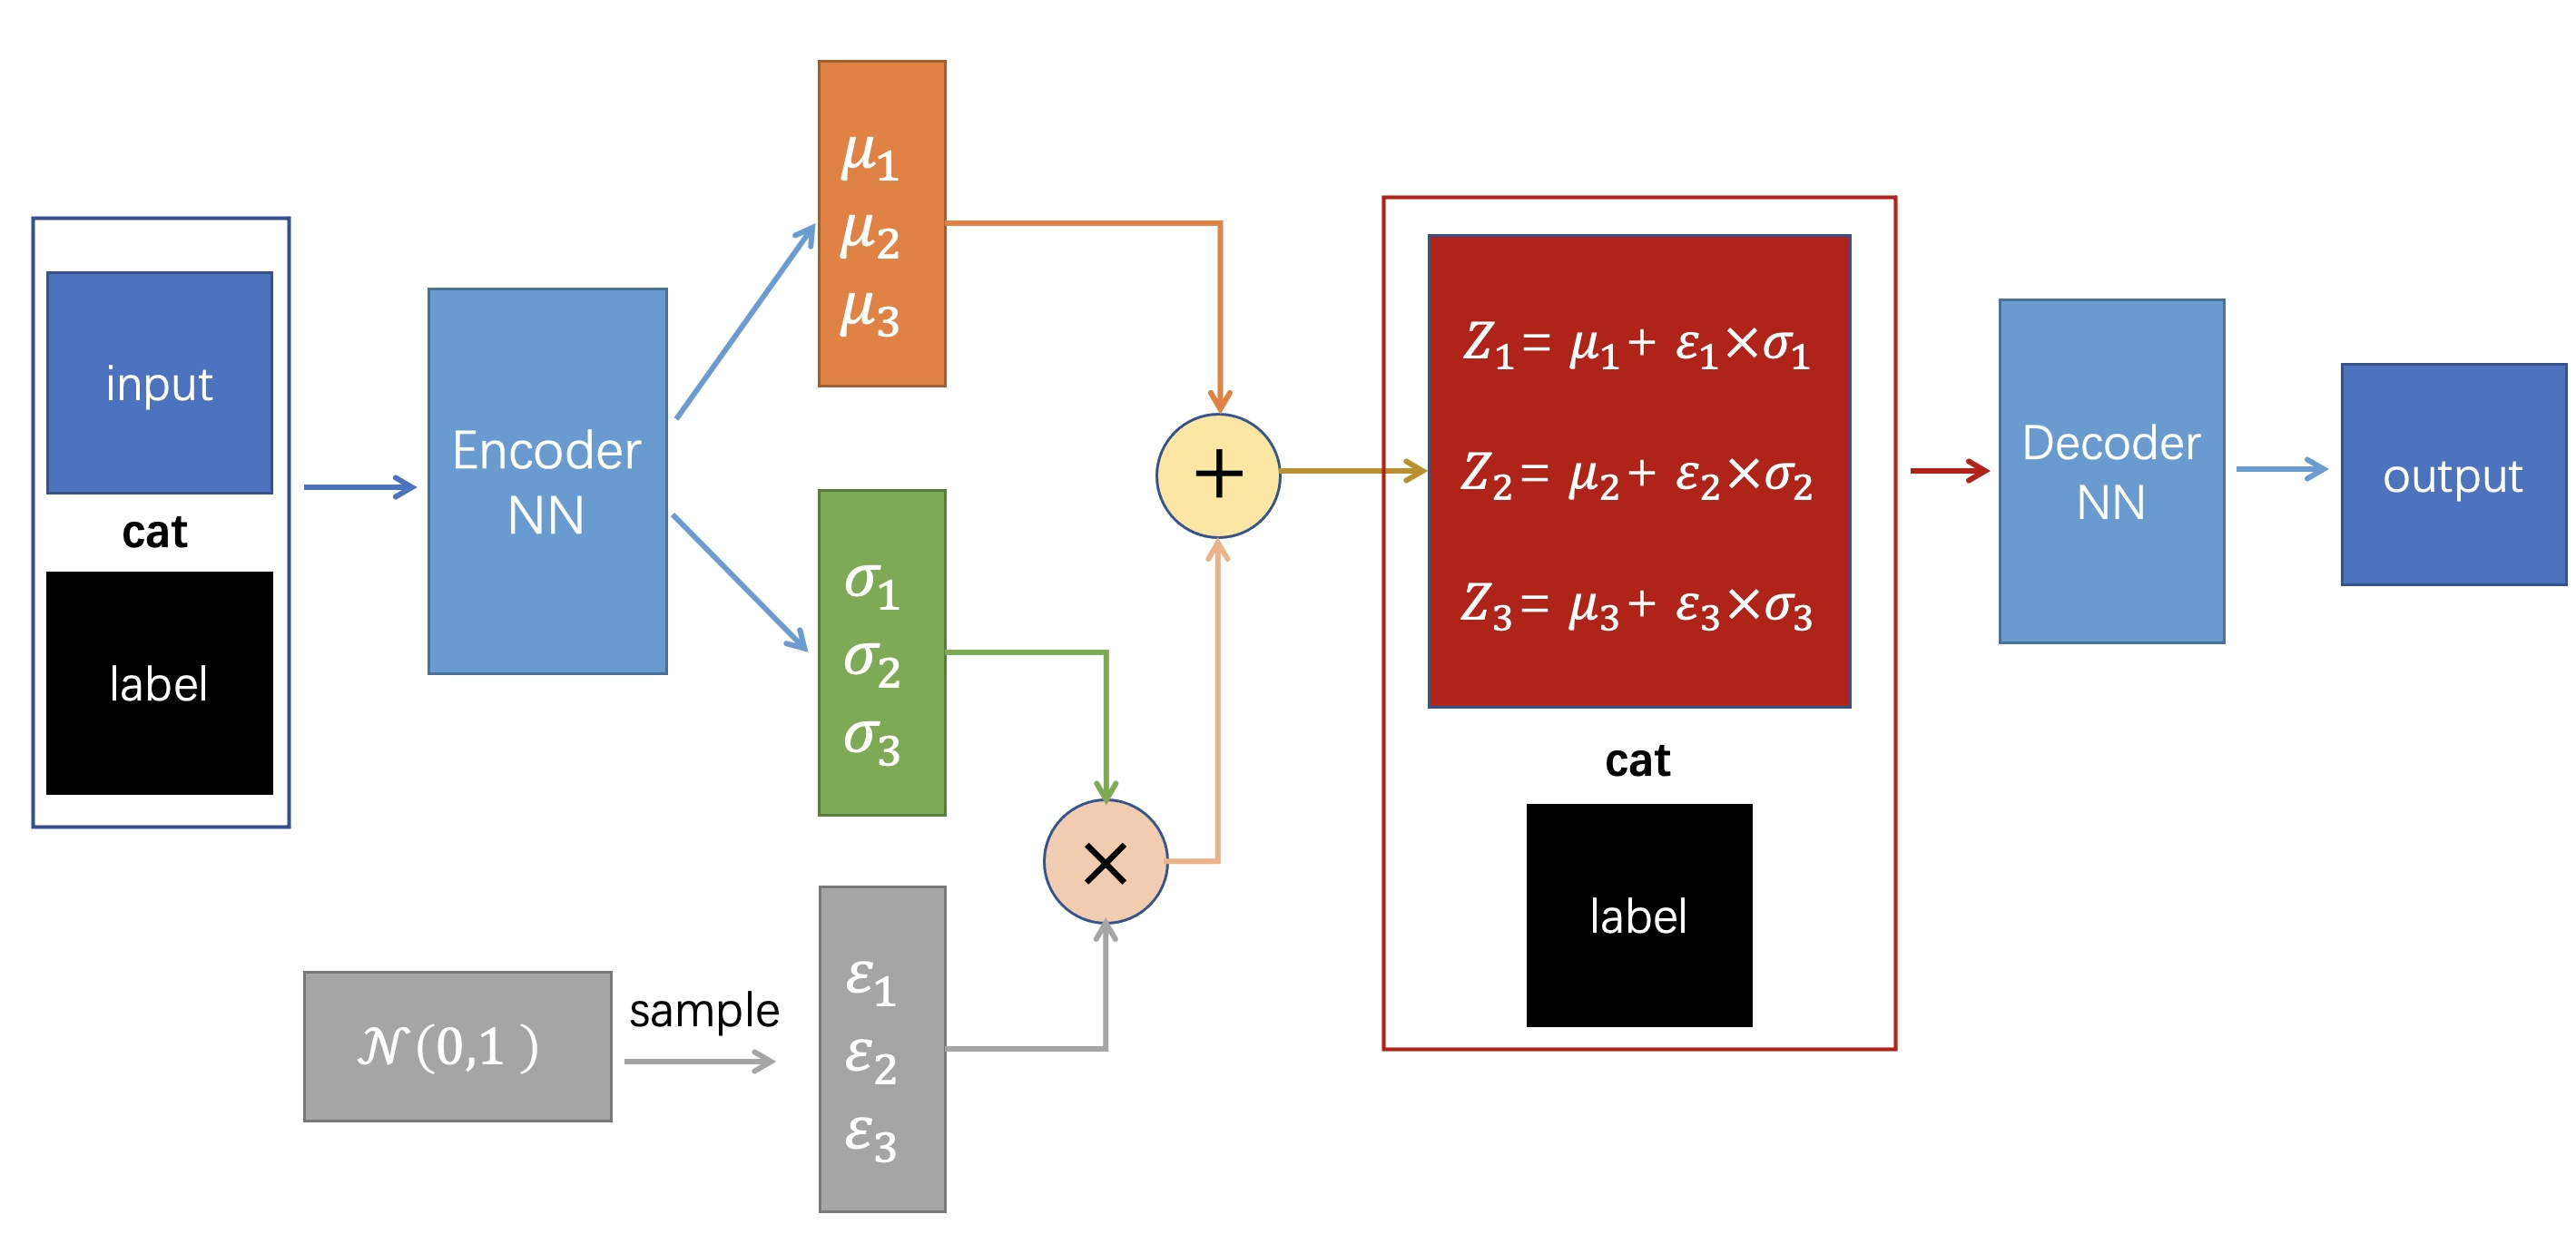 input
cat
label
Encoder
NN
μ₁
μ₂
μ₃
σ₁
σ₂
σ₃
𝒩(0,1 )
sample
ε₁
ε₂
ε₃
+
×
Z₁= μ₁+ ε₁×σ₁
Z₂= μ₂+ ε₂×σ₂
Z₃= μ₃+ ε₃×σ₃
cat
label
Decoder
NN
output